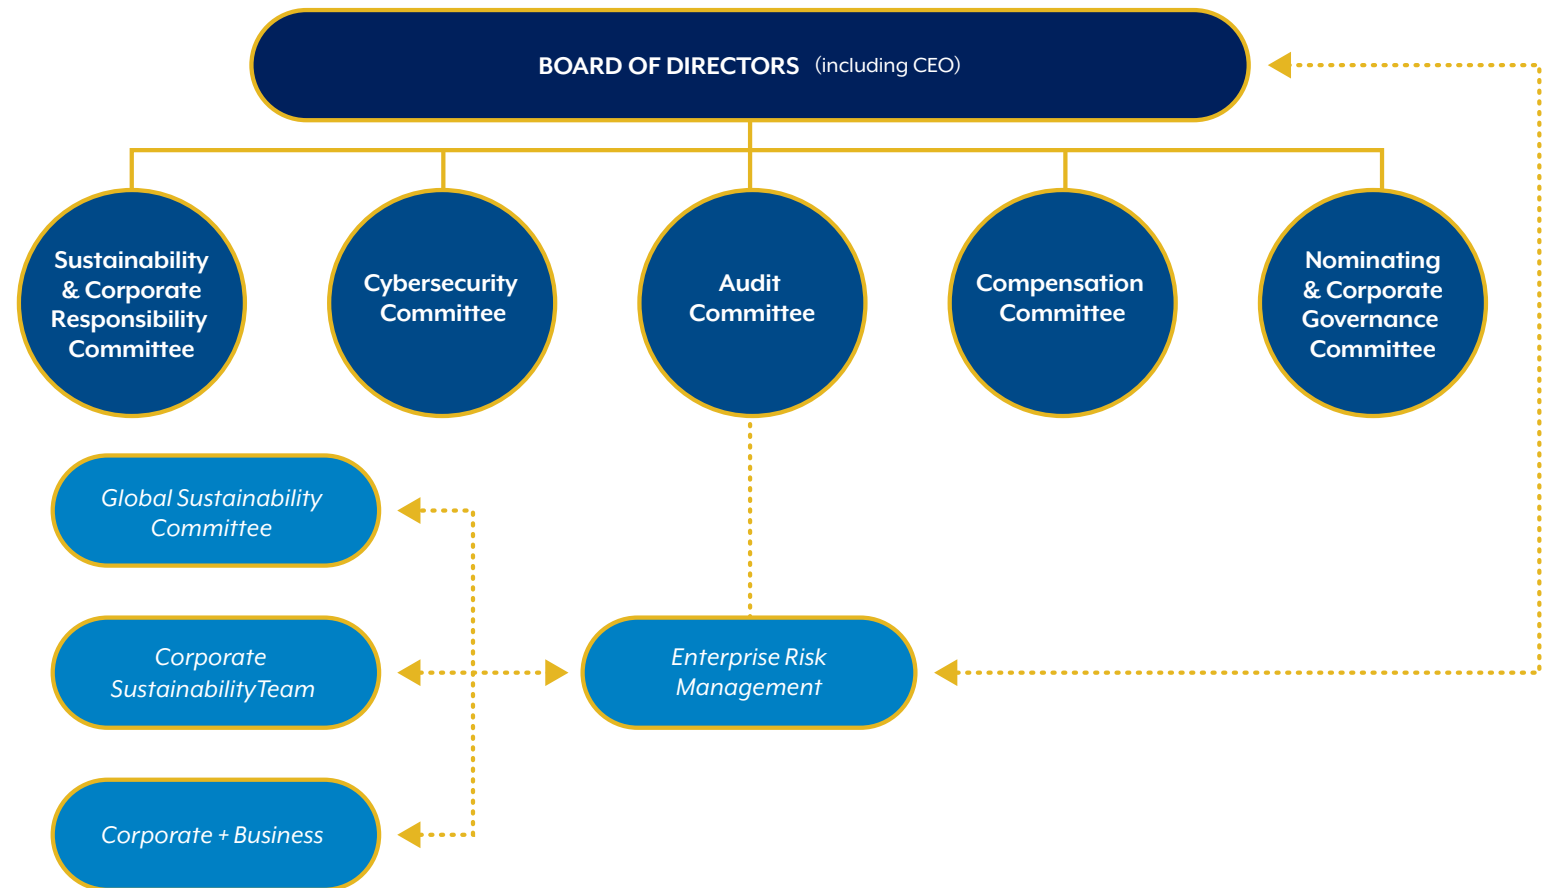 BOARD OF DIRECTORS (including CEO)
Sustainability
& Corporate
Responsibility
Committee
Cybersecurity
Committee
Audit
Committee
Compensation
Committee
Nominating
& Corporate
Governance
Committee
Global Sustainability
Committee
Corporate
SustainabilityTeam
Enterprise Risk
Management
Corporate + Business